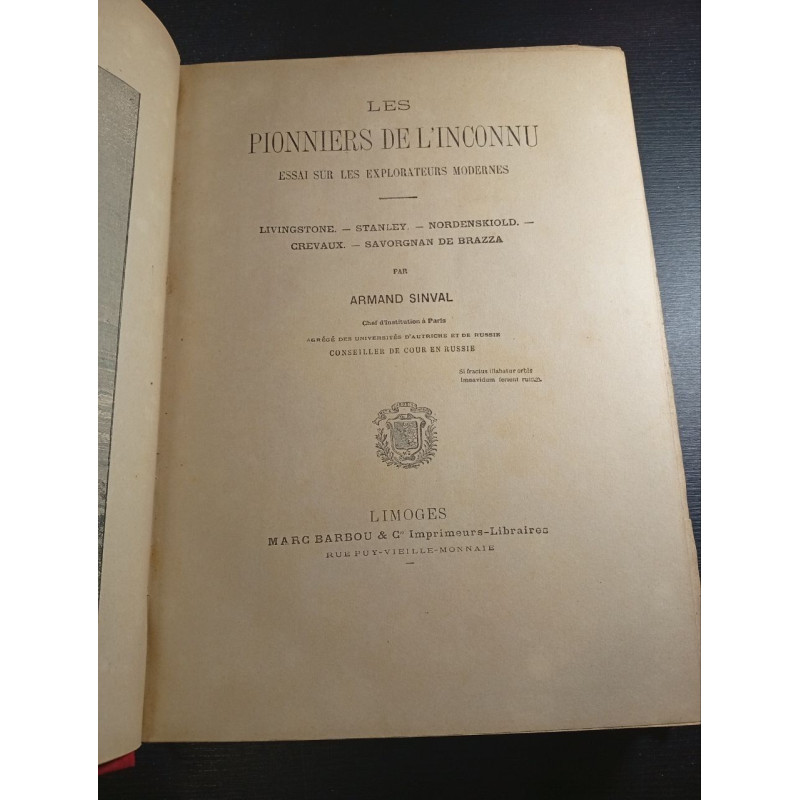 LES
PIONNIERS DE L'INCONNU
ESSAI SUR LES EXPLORATEURS MODERNES
LIVINGSTONE. — STANLEY. — NORDENSKIOLD. —
CREVAUX. — SAVORGNAN DE BRAZZA
PAR
ARMAND SINVAL
Chef d'Institution à Paris
AGRÉGÉ DES UNIVERSITÉS D'AUTRICHE ET DE RUSSIE
CONSEILLER DE COUR EN RUSSIE
Si fractus illabatur orbis
Impavidum ferient ruinæ.
LIMOGES
MARC BARBOU & Cie Imprimeurs-Libraires
RUE PUY-VIEILLE-MONNAIE